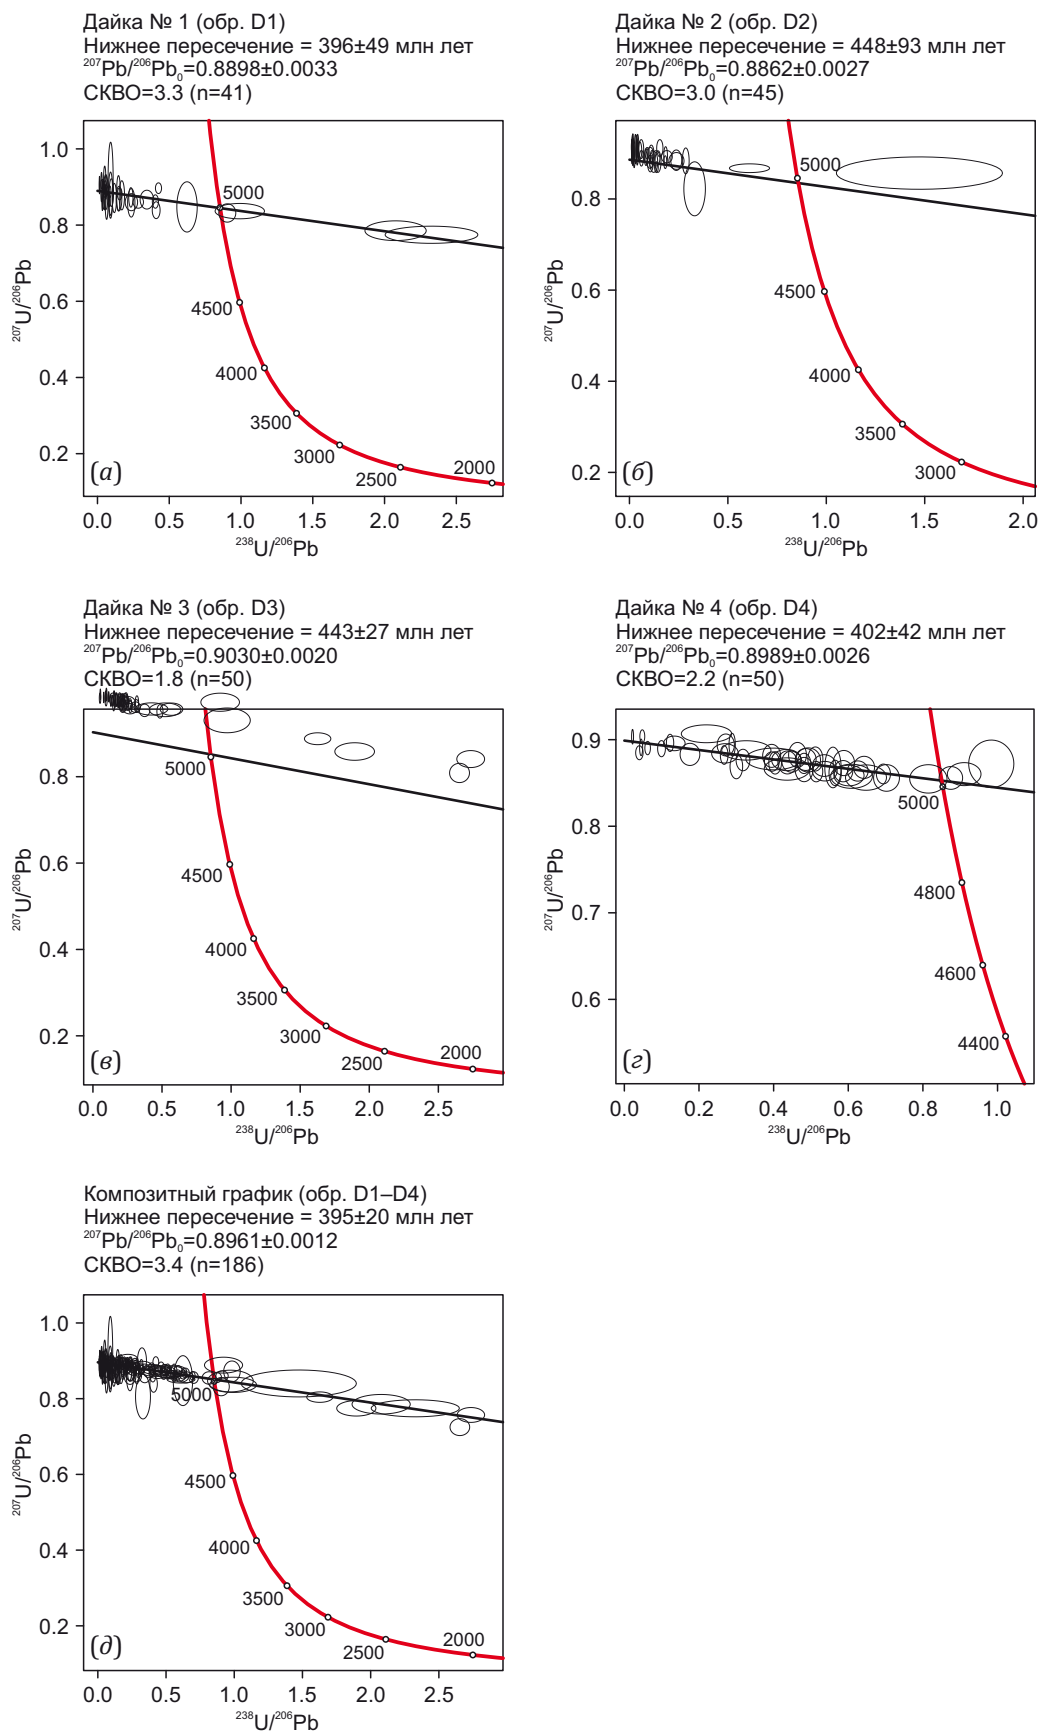 Дайка № 1 (обр. D1)
Нижнее пересечение = 396±49 млн лет
²⁰⁷Pb/²⁰⁶Pb₀=0.8898±0.0033
СКВО=3.3 (n=41)
1.0
0.8
0.6
0.4
0.2
²⁰⁷U/²⁰⁶Pb
5000
4500
4000
3500
3000
2500
2000
(а)
0.0 0.5 1.0 1.5 2.0 2.5
²³⁸U/²⁰⁶Pb
Дайка № 2 (обр. D2)
Нижнее пересечение = 448±93 млн лет
²⁰⁷Pb/²⁰⁶Pb₀=0.8862±0.0027
СКВО=3.0 (n=45)
0.8
0.6
0.4
0.2
²⁰⁷U/²⁰⁶Pb
5000
4500
4000
3500
3000
(б)
0.0 0.5 1.0 1.5 2.0
²³⁸U/²⁰⁶Pb
Дайка № 3 (обр. D3)
Нижнее пересечение = 443±27 млн лет
²⁰⁷Pb/²⁰⁶Pb₀=0.9030±0.0020
СКВО=1.8 (n=50)
0.8
0.6
0.4
0.2
²⁰⁷U/²⁰⁶Pb
5000
4500
4000
3500
3000
2500
2000
(в)
0.0 0.5 1.0 1.5 2.0 2.5
²³⁸U/²⁰⁶Pb
Дайка № 4 (обр. D4)
Нижнее пересечение = 402±42 млн лет
²⁰⁷Pb/²⁰⁶Pb₀=0.8989±0.0026
СКВО=2.2 (n=50)
0.9
0.8
0.7
0.6
²⁰⁷U/²⁰⁶Pb
5000
4800
4600
4400
(г)
0.0 0.2 0.4 0.6 0.8 1.0
²³⁸U/²⁰⁶Pb
Композитный график (обр. D1–D4)
Нижнее пересечение = 395±20 млн лет
²⁰⁷Pb/²⁰⁶Pb₀=0.8961±0.0012
СКВО=3.4 (n=186)
1.0
0.8
0.6
0.4
0.2
²⁰⁷U/²⁰⁶Pb
5000
4500
4000
3500
3000
2500
2000
(д)
0.0 0.5 1.0 1.5 2.0 2.5
²³⁸U/²⁰⁶Pb